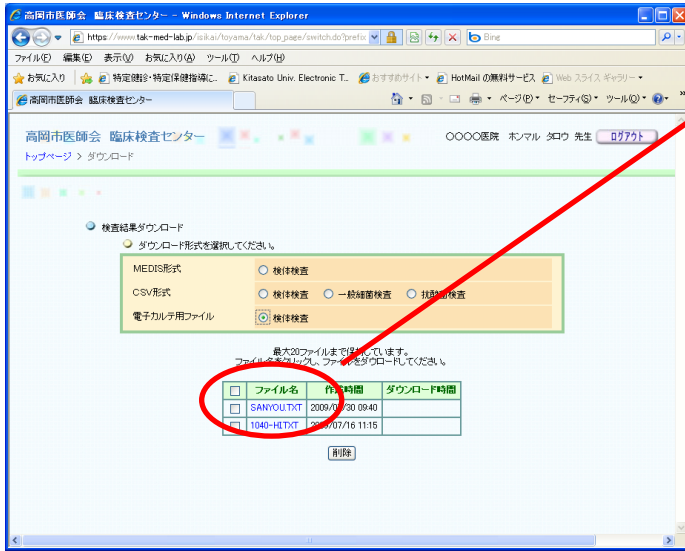 高岡市医師会 臨床検査センター - Windows Internet Explorer
https://www.tak-med-lab.jp/isikai/toyama/tak/top_page/switch.do?prefix
Bing
ファイル(F) 編集(E) 表示(V) お気に入り(A) ツール(T) ヘルプ(H)
お気に入り 特定健診・特定保健指導に... Kitasato Univ. Electronic T... おすすめサイト HotMail の無料サービス Web スライス ギャラリー
高岡市医師会 臨床検査センター ページ(P) セーフティ(S) ツール(O) »
高岡市医師会 臨床検査センター 〇〇〇〇医院 ホンマル タロウ 先生 ログアウト
トップページ > ダウンロード
検査結果ダウンロード
ダウンロード形式を選択してください。
MEDIS形式 検体検査
CSV形式 検体検査 一般細菌検査 抗酸菌検査
電子カルテ用ファイル 検体検査
最大20ファイルまで保持しています。
ファイル名をクリックし、ファイルをダウンロードしてください。
ファイル名 作成時間 ダウンロード時間
SANYOU.TXT 2009/07/30 09:40
1040-HI.TXT 2009/07/16 11:15
削除